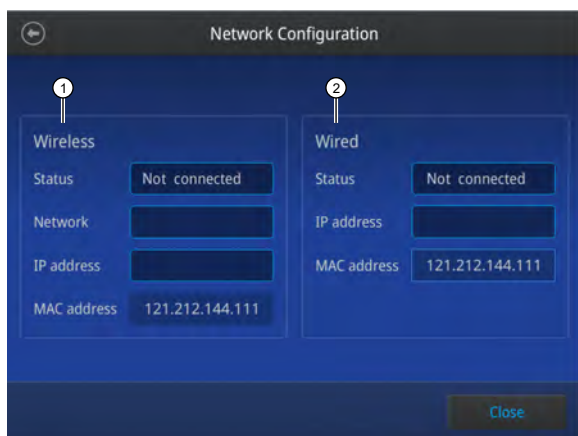 Network Configuration
1
2
Wireless
Status Not connected
Network
IP address
MAC address 121.212.144.111
Wired
Status Not connected
IP address
MAC address 121.212.144.111
Close